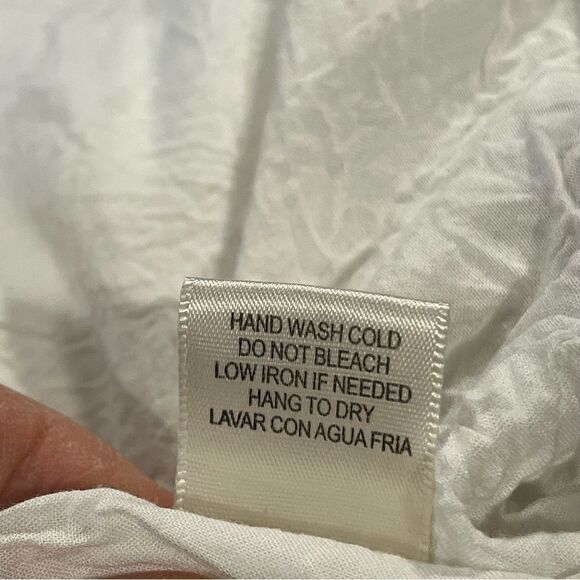 HAND WASH COLD
DO NOT BLEACH
LOW IRON IF NEEDED
HANG TO DRY
LAVAR CON AGUA FRIA